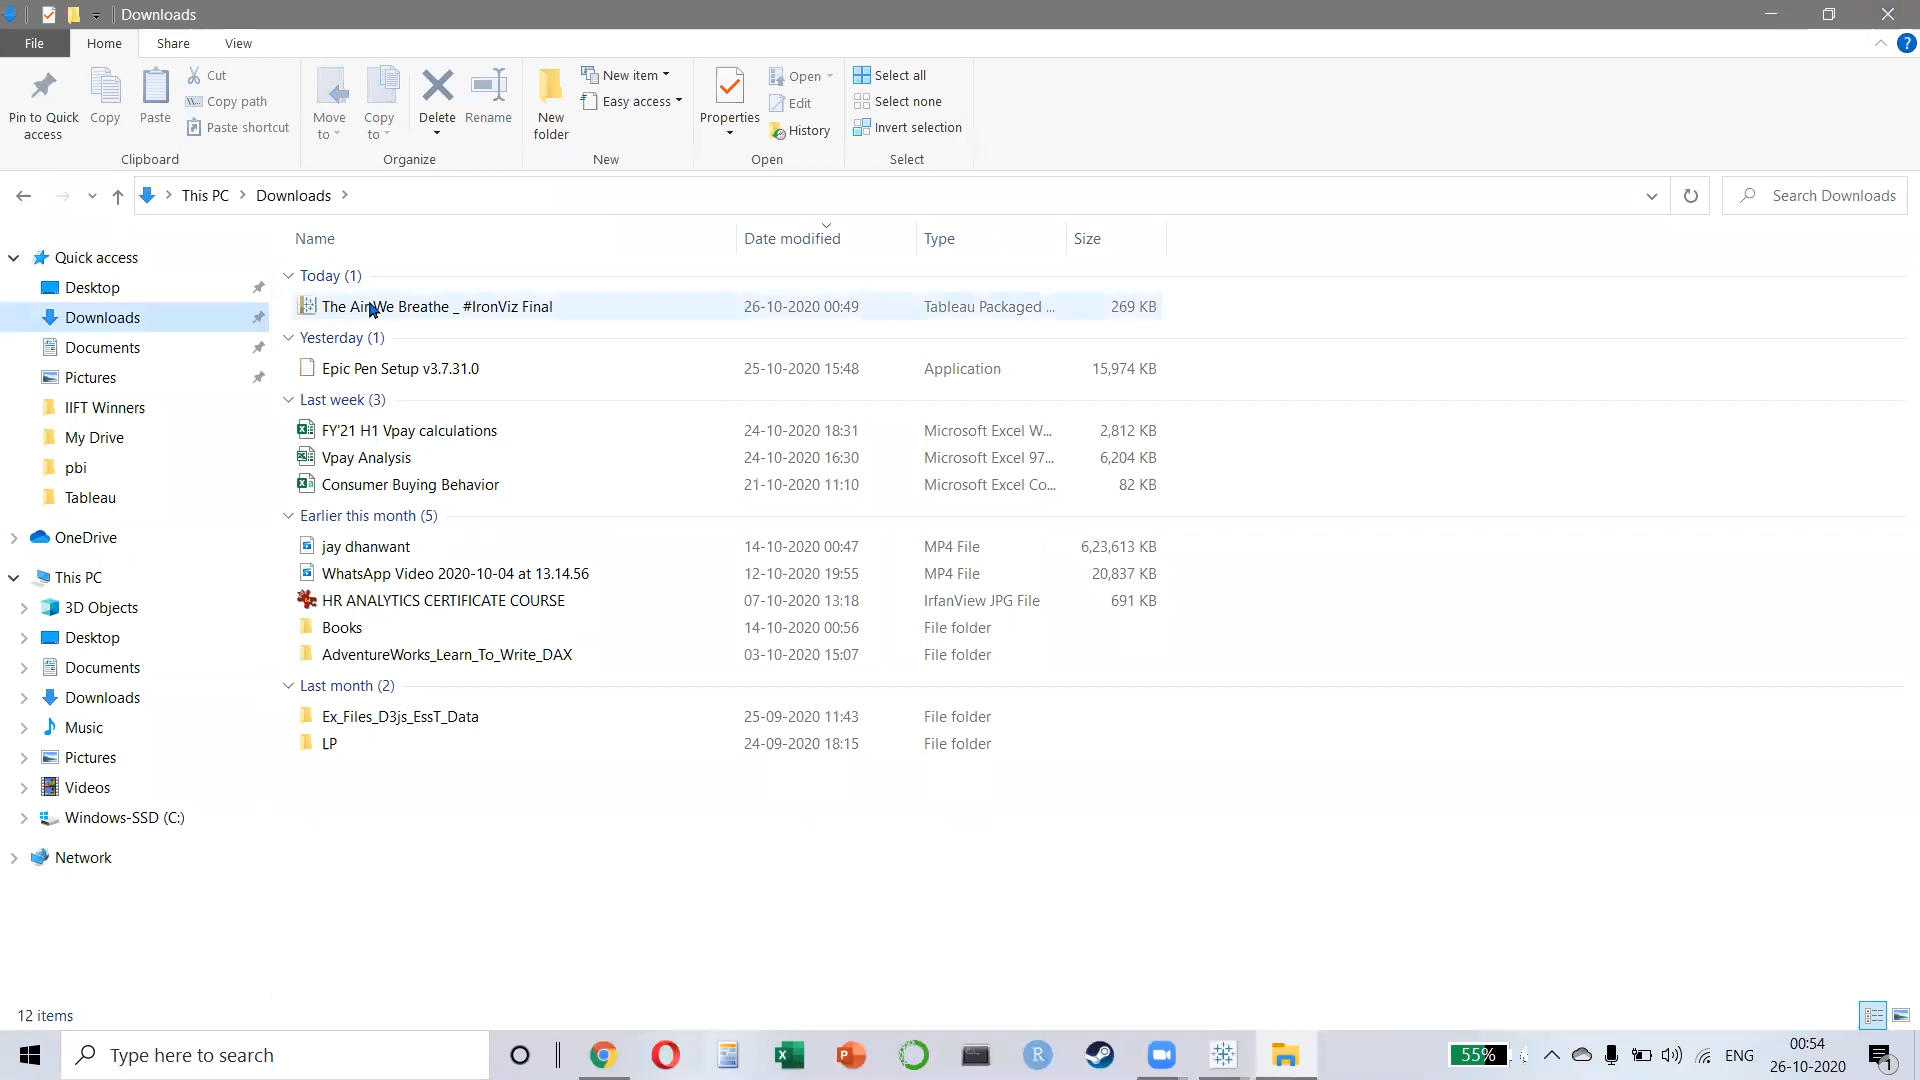 Downloads
File Home Share View
Pin to Quick access
Copy
Paste
Cut
Copy path
Paste shortcut
Clipboard
Move to
Copy to
Delete
Rename
Organize
New folder
New item
Easy access
New
Properties
Open
Edit
History
Open
Select all
Select none
Invert selection
Select
This PC Downloads
Search Downloads
Name Date modified Type Size
Quick access
Desktop
Downloads
Documents
Pictures
IIFT Winners
My Drive
pbi
Tableau
OneDrive
This PC
3D Objects
Desktop
Documents
Downloads
Music
Pictures
Videos
Windows-SSD (C:)
Network
Today (1)
The Air We Breathe _ #IronViz Final 26-10-2020 00:49 Tableau Packaged ... 269 KB
Yesterday (1)
Epic Pen Setup v3.7.31.0 25-10-2020 15:48 Application 15,974 KB
Last week (3)
FY'21 H1 Vpay calculations 24-10-2020 18:31 Microsoft Excel W... 2,812 KB
Vpay Analysis 24-10-2020 16:30 Microsoft Excel 97... 6,204 KB
Consumer Buying Behavior 21-10-2020 11:10 Microsoft Excel Co... 82 KB
Earlier this month (5)
jay dhanwant 14-10-2020 00:47 MP4 File 6,23,613 KB
WhatsApp Video 2020-10-04 at 13.14.56 12-10-2020 19:55 MP4 File 20,837 KB
HR ANALYTICS CERTIFICATE COURSE 07-10-2020 13:18 IrfanView JPG File 691 KB
Books 14-10-2020 00:56 File folder
AdventureWorks_Learn_To_Write_DAX 03-10-2020 15:07 File folder
Last month (2)
Ex_Files_D3js_EssT_Data 25-09-2020 11:43 File folder
LP 24-09-2020 18:15 File folder
12 items
Type here to search
55%
ENG
00:54
26-10-2020
1